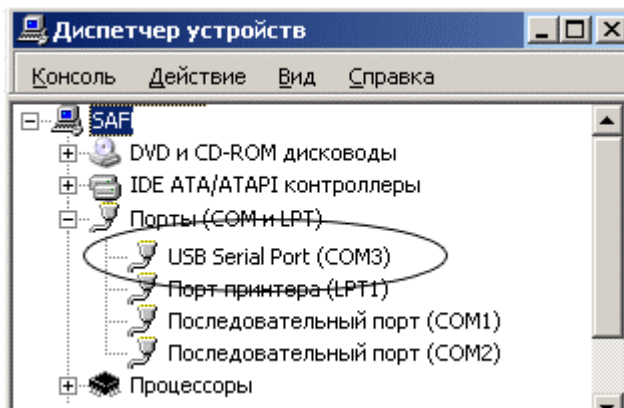 Диспетчер устройств
Консоль Действие Вид Справка
SAF
DVD и CD-ROM дисководы
IDE ATA/ATAPI контроллеры
Порты (COM и LPT)
USB Serial Port (COM3)
Порт принтера (LPT1)
Последовательный порт (COM1)
Последовательный порт (COM2)
Процессоры